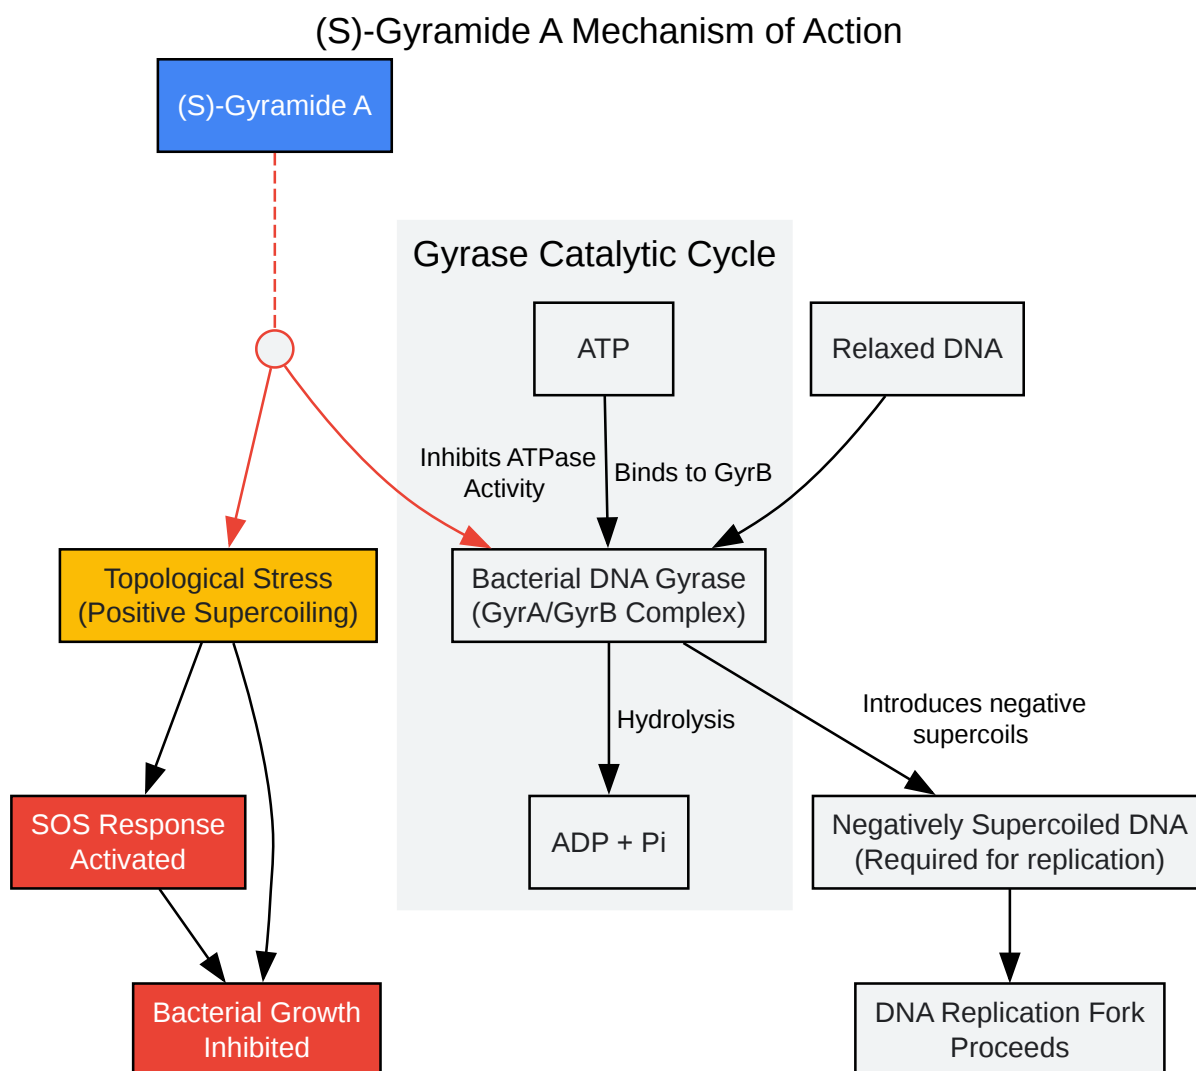 (S)-Gyramide A Mechanism of Action
(S)-Gyramide A
Gyrase Catalytic Cycle
ATP
Relaxed DNA
Inhibits ATPase
Activity
Binds to GyrB
Topological Stress
(Positive Supercoiling)
Bacterial DNA Gyrase
(GyrA/GyrB Complex)
Hydrolysis
Introduces negative
supercoils
SOS Response
Activated
ADP + Pi
Negatively Supercoiled DNA
(Required for replication)
Bacterial Growth
Inhibited
DNA Replication Fork
Proceeds